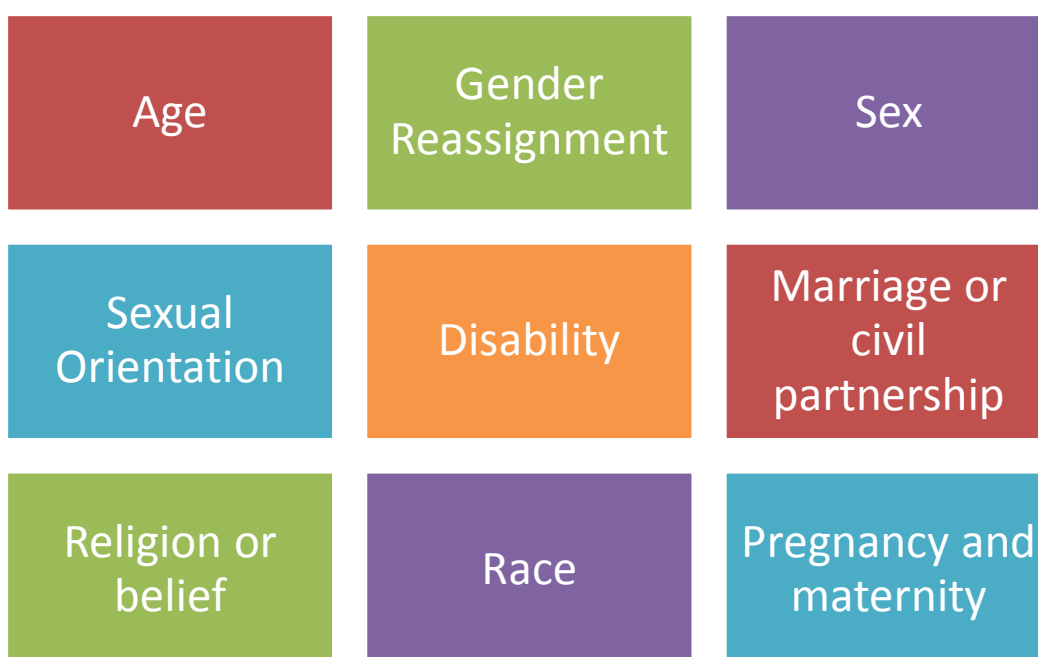 Age
Gender
Reassignment
Sex
Sexual
Orientation
Disability
Marriage or
civil
partnership
Religion or
belief
Race
Pregnancy and
maternity